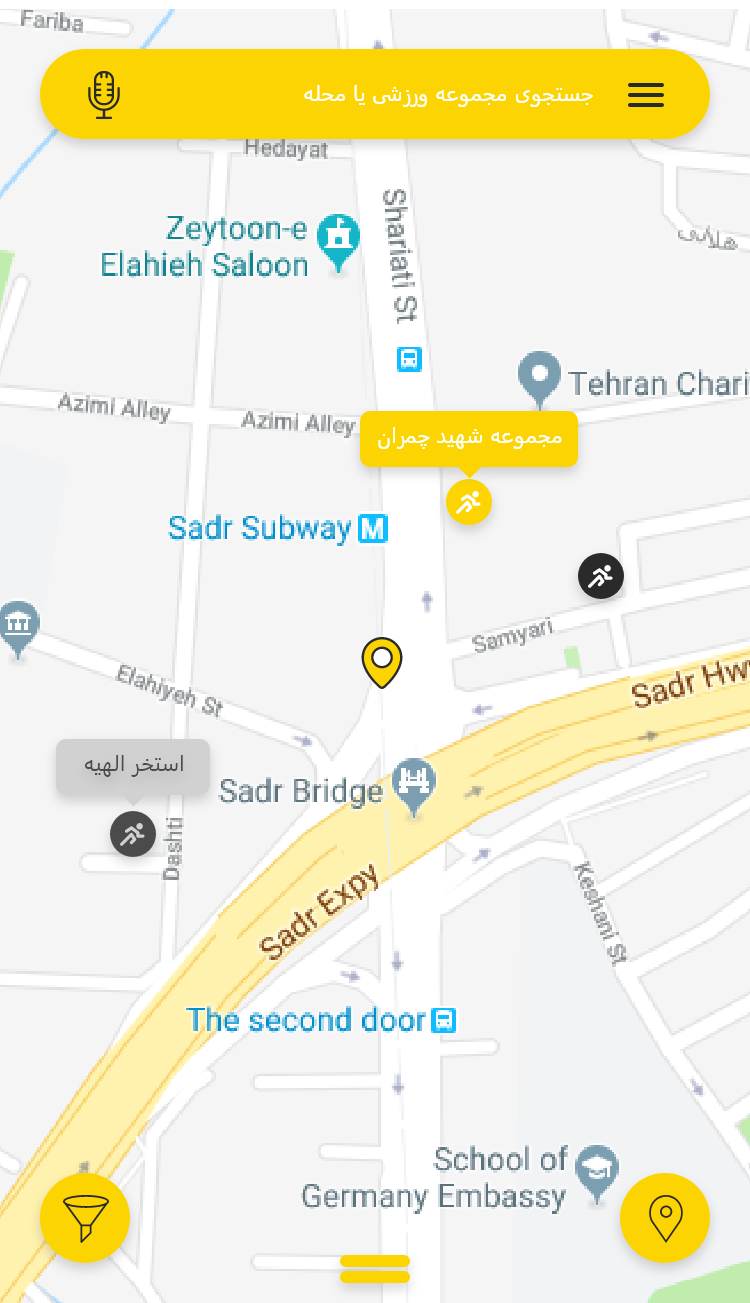 Fariba
جستجوی مجموعه ورزشی یا محله
Hedayat
Shariati St
Zeytoon-e
Elahieh Saloon
Tehran Chari
Azimi Alley
Azimi Alley
مجموعه شهید چمران
Sadr Subway
M
Samyari
Elahiyeh St
Sadr Hwy
استخر الهیه
Sadr Bridge
Dashti
Sadr Expy
Keshani St
The second door
School of
Germany Embassy